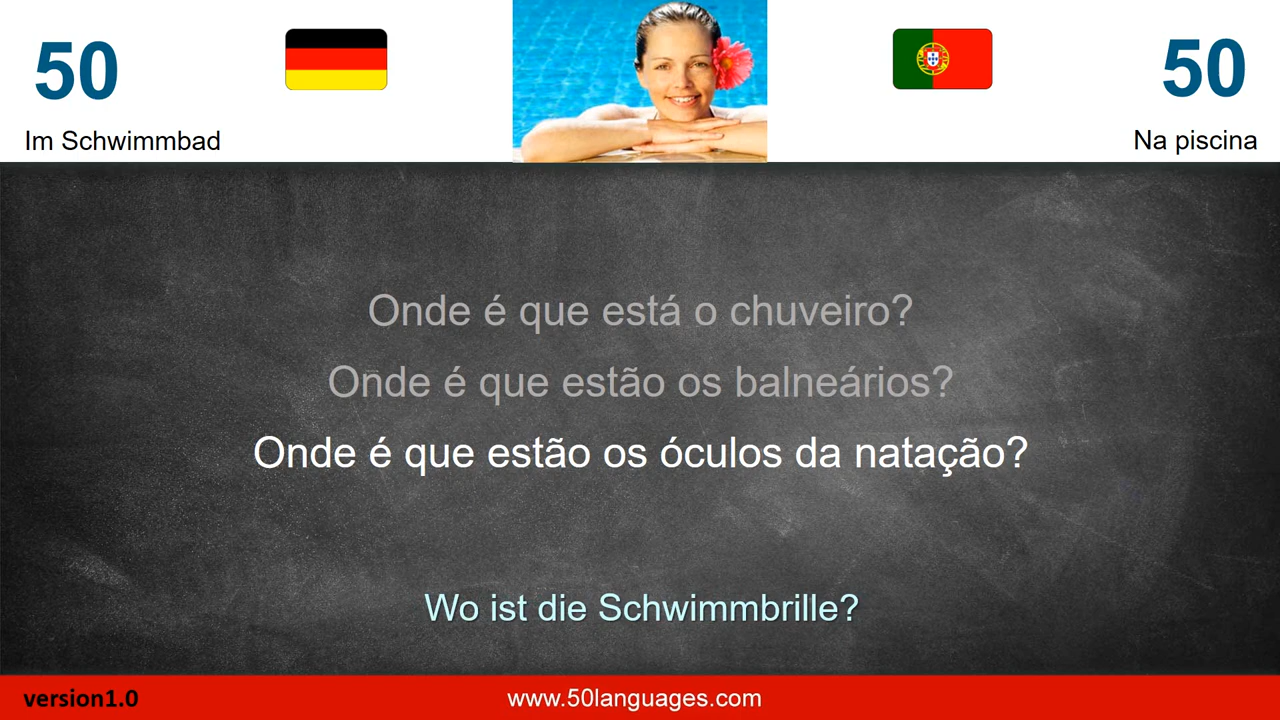 50
50
Im Schwimmbad
Na piscina
Onde é que está o chuveiro?
Onde é que estão os balneários?
Onde é que estão os óculos da natação?
Wo ist die Schwimmbrille?
version1.0
www.50languages.com